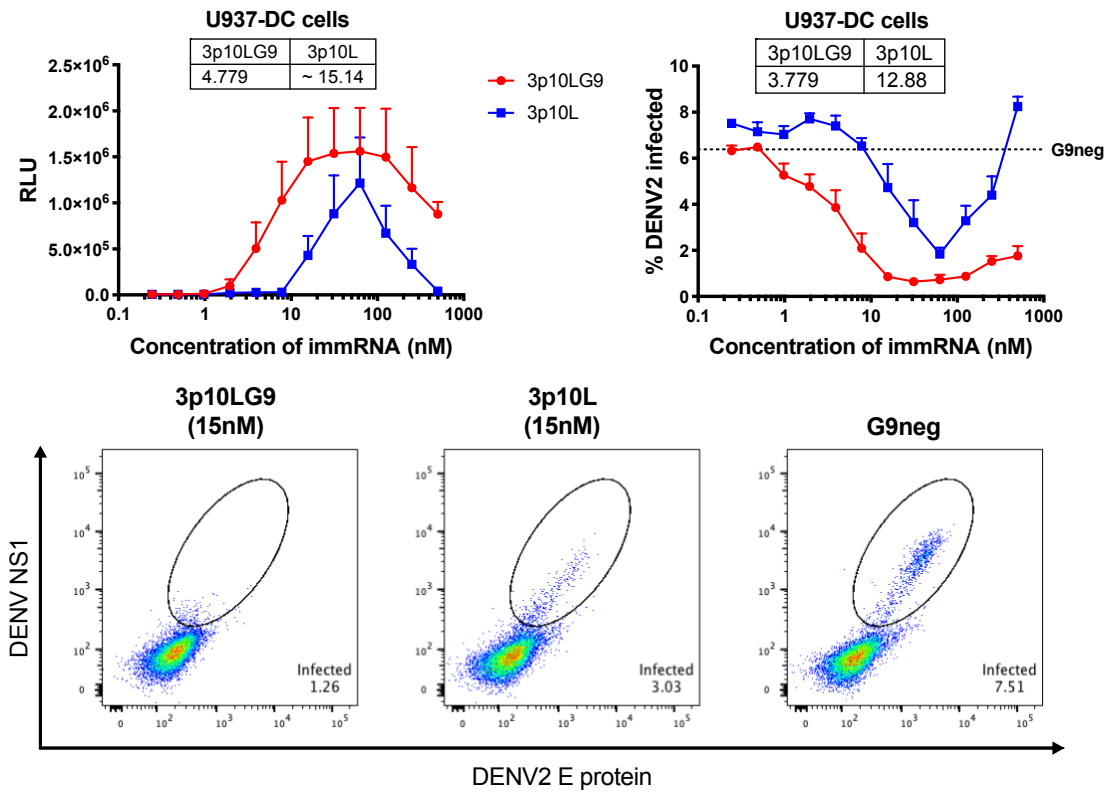 U937-DC cells
3p10LG9 3p10L
4.779 ~ 15.14
2.5×10⁶
2.0×10⁶
1.5×10⁶
1.0×10⁶
5.0×10⁵
0.0
RLU
0.1 1 10 100 1000
Concentration of immRNA (nM)
3p10LG9
3p10L
U937-DC cells
3p10LG9 3p10L
3.779 12.88
10
8
6
4
2
0
% DENV2 infected
G9neg
0.1 1 10 100 1000
Concentration of immRNA (nM)
3p10LG9
(15nM)
10⁵
10⁴
10³
10²
0
Infected
1.26
0 10² 10³ 10⁴ 10⁵
3p10L
(15nM)
10⁵
10⁴
10³
10²
0
Infected
3.03
0 10² 10³ 10⁴ 10⁵
G9neg
10⁵
10⁴
10³
10²
0
Infected
7.51
0 10² 10³ 10⁴ 10⁵
DENV NS1
DENV2 E protein